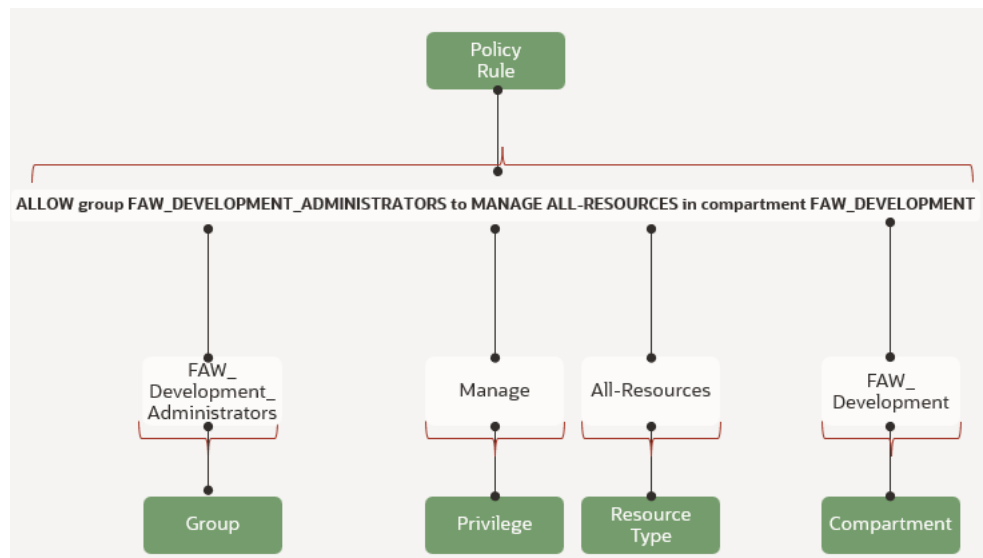 Policy
Rule
ALLOW group FAW_DEVELOPMENT_ADMINISTRATORS to MANAGE ALL-RESOURCES in compartment FAW_DEVELOPMENT
FAW_
Development_
Administrators
Manage
All-Resources
FAW_
Development
Group
Privilege
Resource
Type
Compartment